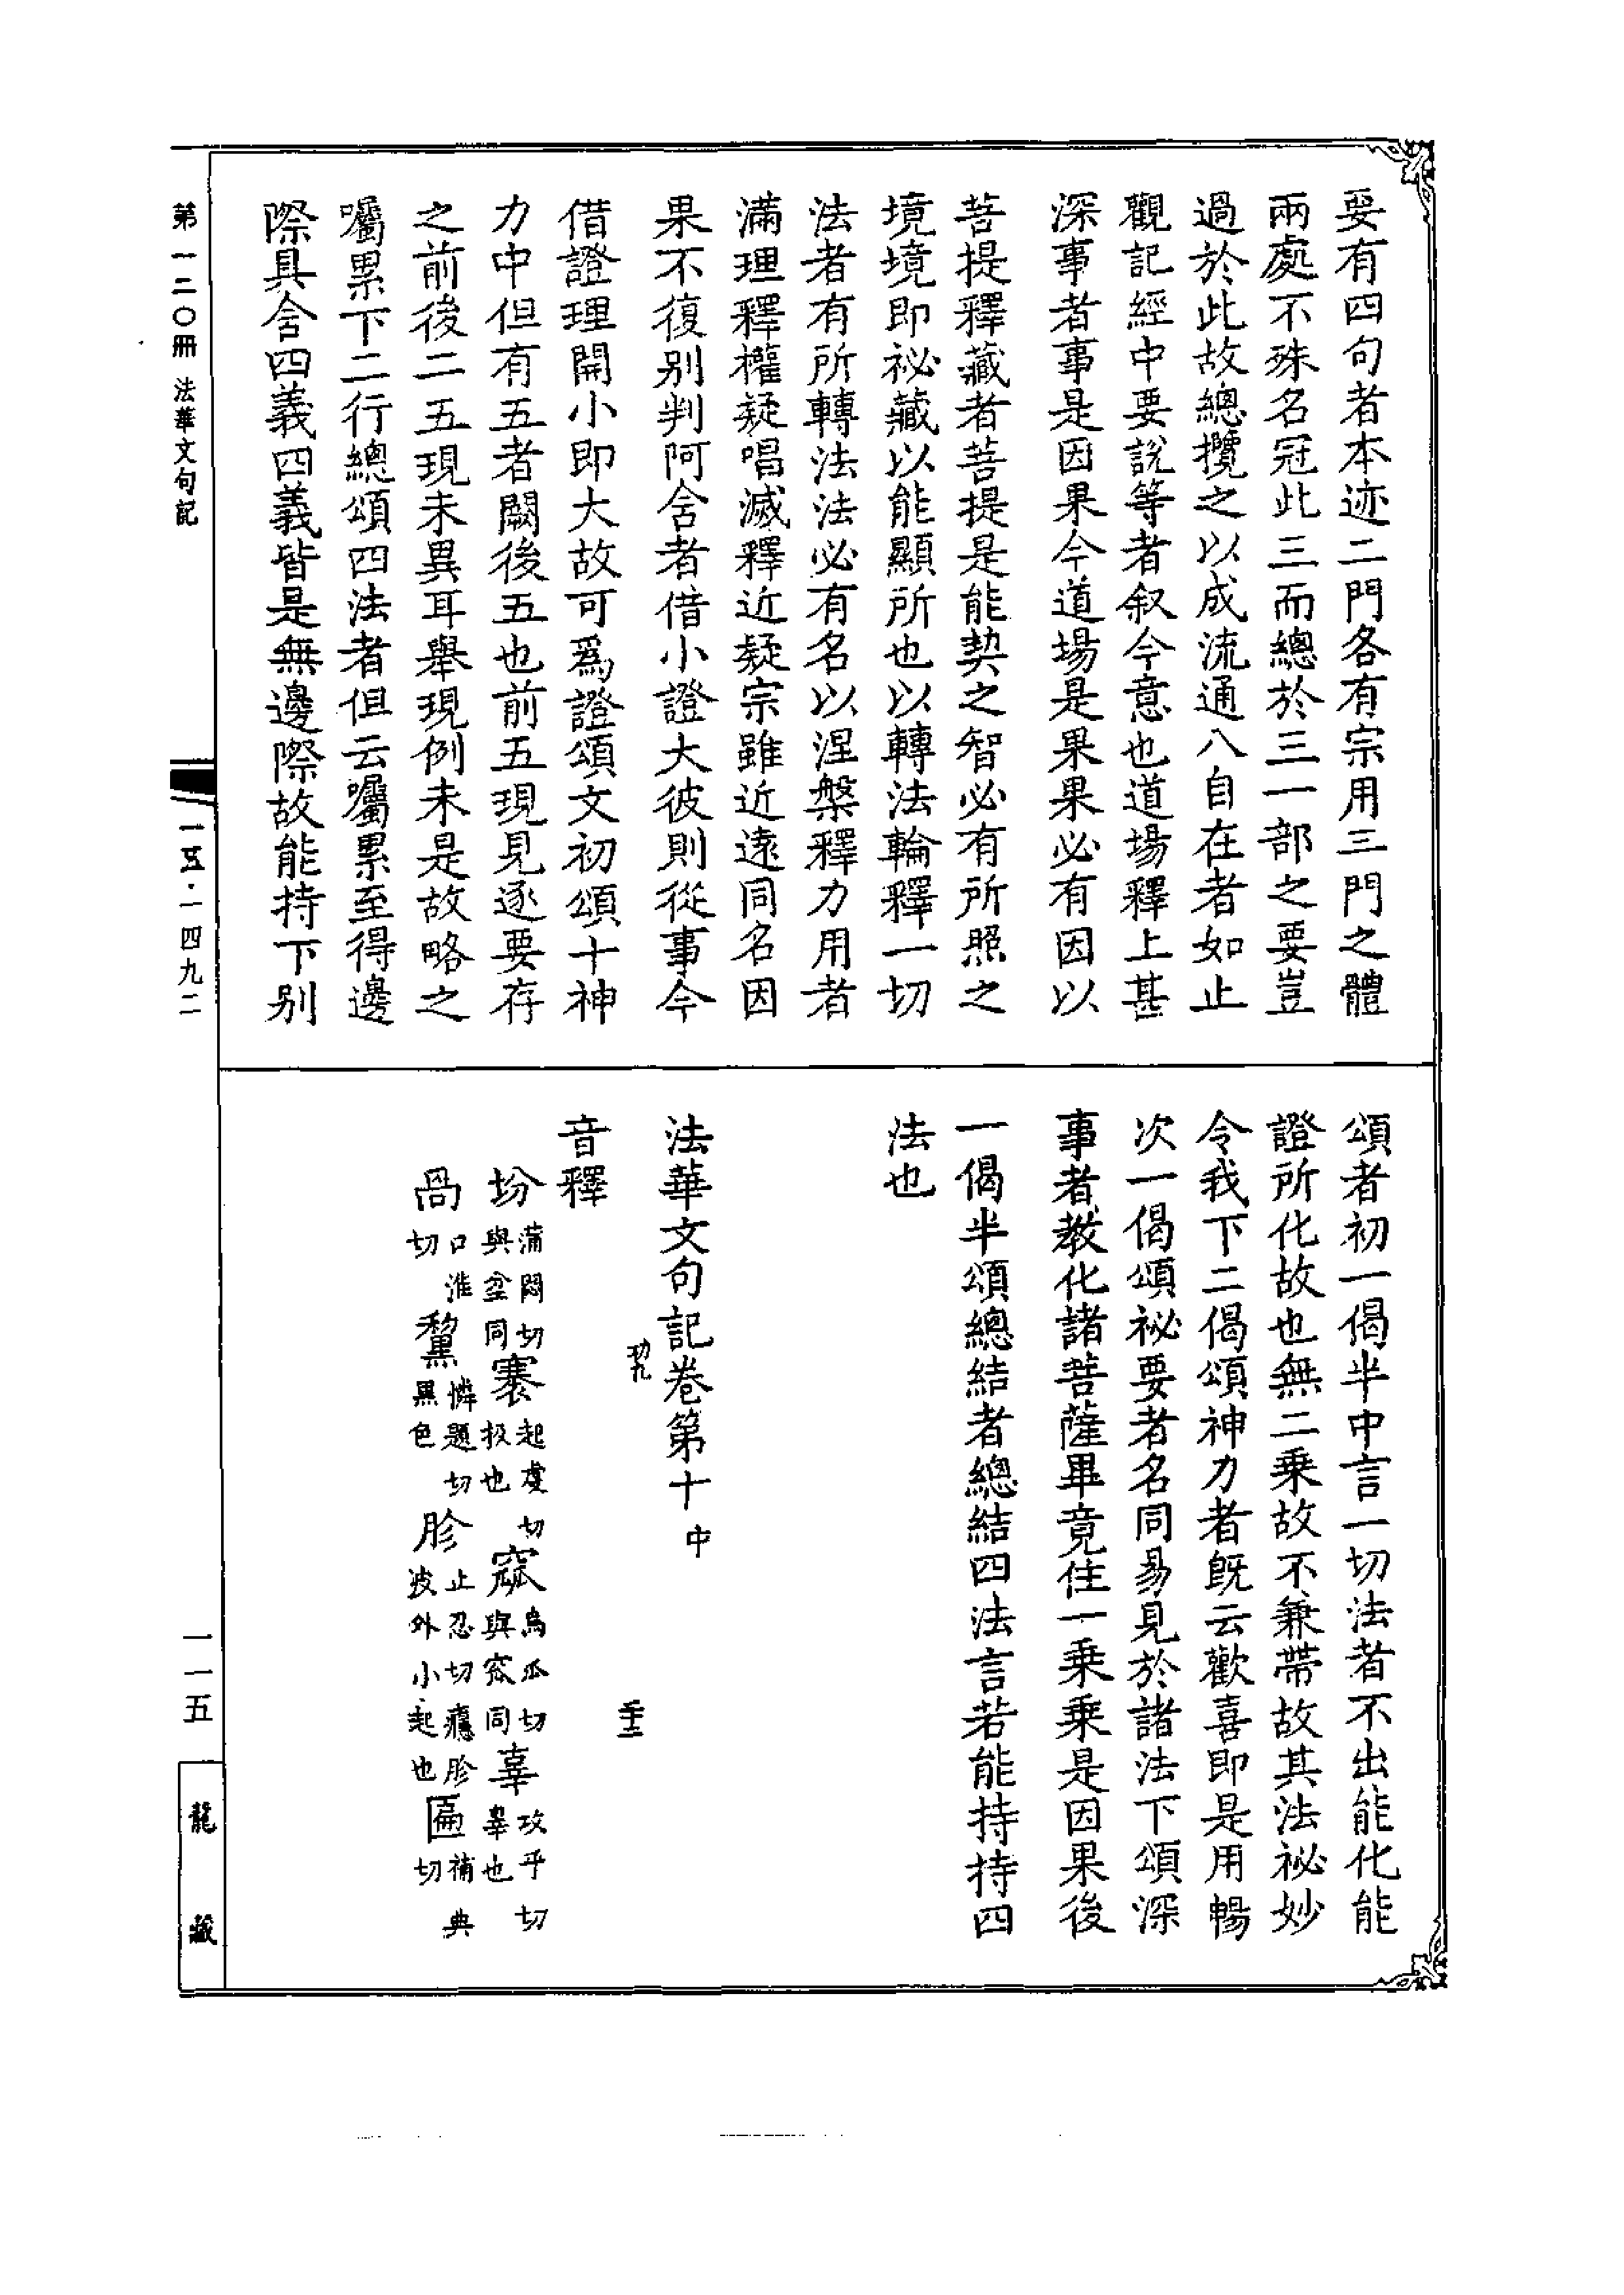 要有四句者本迹二門各有宗用三門之體
兩處不殊名冠此三而總於三一部之要豈
過於此故總攬之以成流通八自在者如止
觀記經中要說等者叙今意也道場釋上甚
深事者事是因果今道場是果果必有因以
菩提釋藏者菩提是能契之智必有所照之
境境即祕藏以能顯所也以轉法輪釋一切
法者有所轉法法必有名以涅槃釋力用者
滿理釋權疑唱滅釋近疑宗雖近遠同名因
果不復别判阿含者借小證大彼則從事今
借證理開小即大故可爲證頌文初頌十神
力中但有五者闕後五也前五現見逐要存
之前後二五現未異耳舉現例未是故略之
囑累下二行總頌四法者但云囑累至得邊
際具含四義四義皆是無邊際故能持下别
頌者初一偈半中言一切法者不出能化能
證所化故也無二乗故不兼帶故其法祕妙
令我下二偈頌神力者旣云歡喜即是用暢
次一偈頌祕要者名同易見於諸法下頌深
事者教化諸菩薩畢竟住一乗乗是因果後
一偈半頌總結者總結四法言若能持持四
法也
法華文句記卷第十中
音釋
坋蒲悶切與坌同褰起虔切扱也窳烏瓜切與窊同辜攻乎切辠也
咼口淮切黧憐題切黑色胗止忍切癮胗皮外小起也匾補典切
第一二〇冊 法華文句記
一五·一四九二
一一五
龍藏